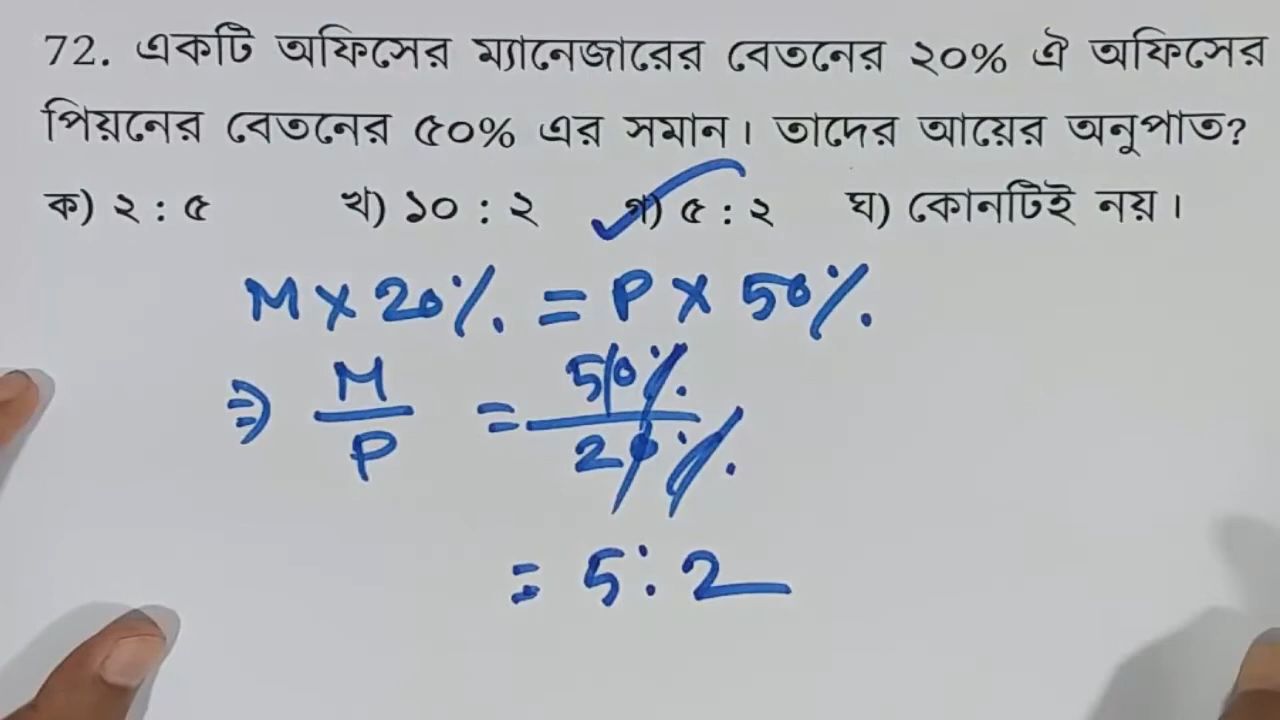 72. একটি অফিসের ম্যানেজারের বেতনের ২০% ঐ অফিসের
পিয়নের বেতনের ৫০% এর সমান। তাদের আয়ের অনুপাত?
ক) ২ : ৫ খ) ১০ : ২ গ) ৫ : ২ ঘ) কোনটিই নয়।
M × 20% = P × 50%
⇒ M/P = 50%/20%
= 5:2